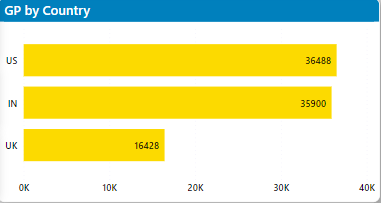 GP by Country
US 36488
IN 35900
UK 16428
0K 10K 20K 30K 40K